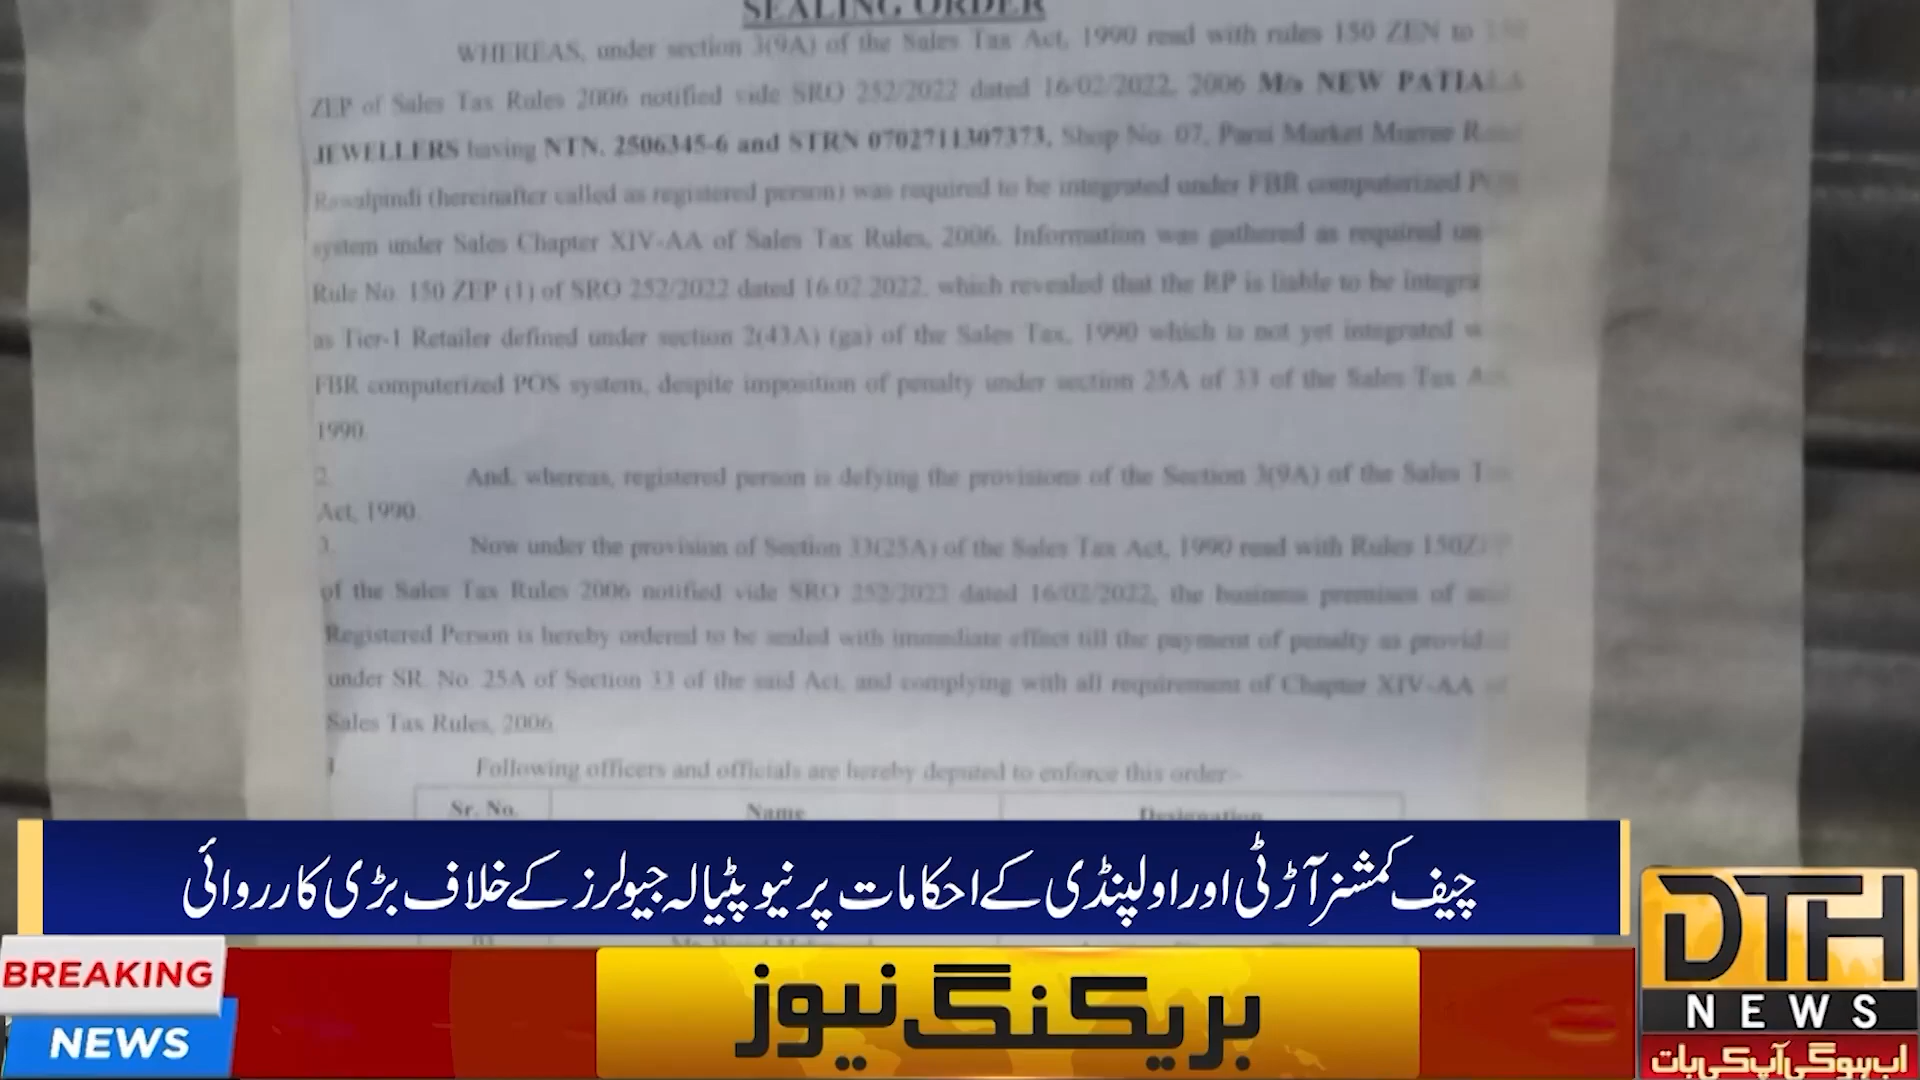 SEALING ORDER
WHEREAS, under section 3(9A) of the Sales Tax Act, 1990 read with rules 150 ZEN to 150
ZEP of Sales Tax Rules 2006 notified vide SRO 252/2022 dated 16/02/2022, 2006 M/s NEW PATIALA
JEWELLERS having NTN. 2506345-6 and STRN 0702711307373, Shop No. 07, Market Murree
Rawalpindi (hereinafter called as registered person) was required to be integrated under FBR computerized
system under Sales Chapter XIV-AA of Sales Tax Rules, 2006. Information was gathered as required
Rule No. 150 ZEP (1) of SRO 252/2022 dated 16.02.2022, which revealed that the RP is liable to be
as Tier-1 Retailer defined under section 2(43A) (ga) of the Sales Tax, 1990 which is not yet integrated
FBR computerized POS system, despite imposition of penalty under section 25A of 33 of the Sales Tax
1990.
2. And, whereas, registered person is defying the provisions of the Section 3(9A) of the Sales
Act, 1990.
3. Now under the provision of Section 33(25A) of the Sales Tax Act, 1990 read with Rules
of the Sales Tax Rules 2006 notified vide SRO 252/2022 dated 16/02/2022, the business premises of
Registered Person is hereby ordered to be sealed with immediate effect till the payment of penalty as
under SR. No. 25A of Section 33 of the said Act, and complying with all requirement of Chapter XIV-AA
Sales Tax Rules, 2006.
Following officers and officials are hereby deputed to enforce this order:-
Sr. No. Name Designation
چیف کمشنر آر ٹی او راولپنڈی کے احکامات پر نیو پٹیالہ جیولرز کے خلاف بڑی کارروائی
BREAKING
NEWS
بریکنگ نیوز
DTH
NEWS
اب ہوگی آپ کی بات